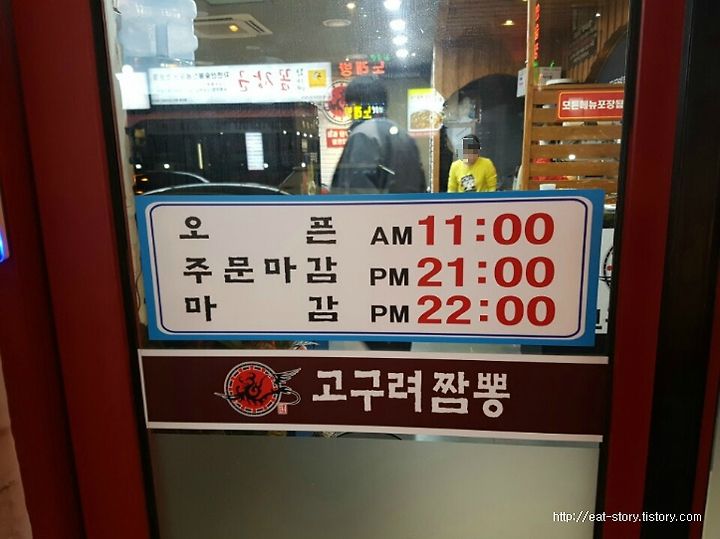 모든메뉴포장됩
오 픈 AM 11:00
주문마감 PM 21:00
마 감 PM 22:00
고구려짬뽕
http://eat-story.tistory.com